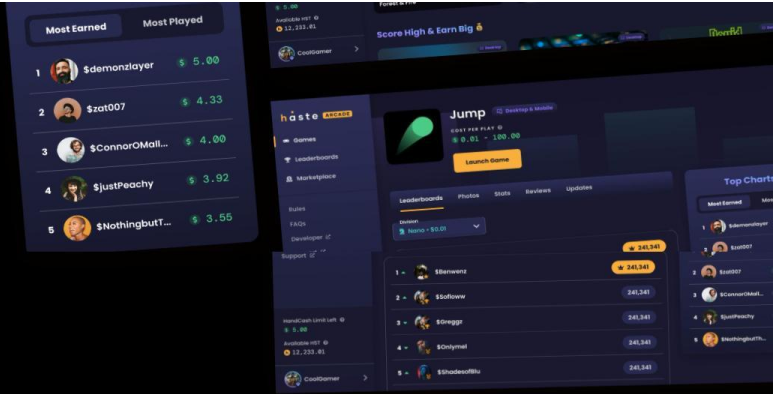 Most Earned
Most Played
1 $demonzlayer $ 5.00
2 $zat007 $ 4.33
3 $ConnorOMall... $ 4.00
4 $justPeachy $ 3.92
5 $NothingbutT... $ 3.55
$ 5.00
Available HST
12,233.01
CoolGamer
Forest & Fire
Score High & Earn Big
haste ARCADE
Games
Leaderboards
Marketplace
Rules
FAQs
Developer
Support
HandCash Limit Left
$ 5.00
Available HST
12,233.01
CoolGamer
Jump
Desktop & Mobile
COST PER PLAY
$ 0.01 - 100.00
Launch Game
Leaderboards
Photos
Stats
Reviews
Updates
Division
Nano • $0.01
241,341
1 $Benwenz 241,341
2 $Sofloww 241,341
3 $Greggz 241,341
4 $Onlymel 241,341
5 $ShadesofBlu 241,341
Top Charts
Most Earned
1 $demonzlayer
2 $zat007
2 $zat007
3 $ConnorOMall...
4 $justPeachy
5 $NothingbutTh...